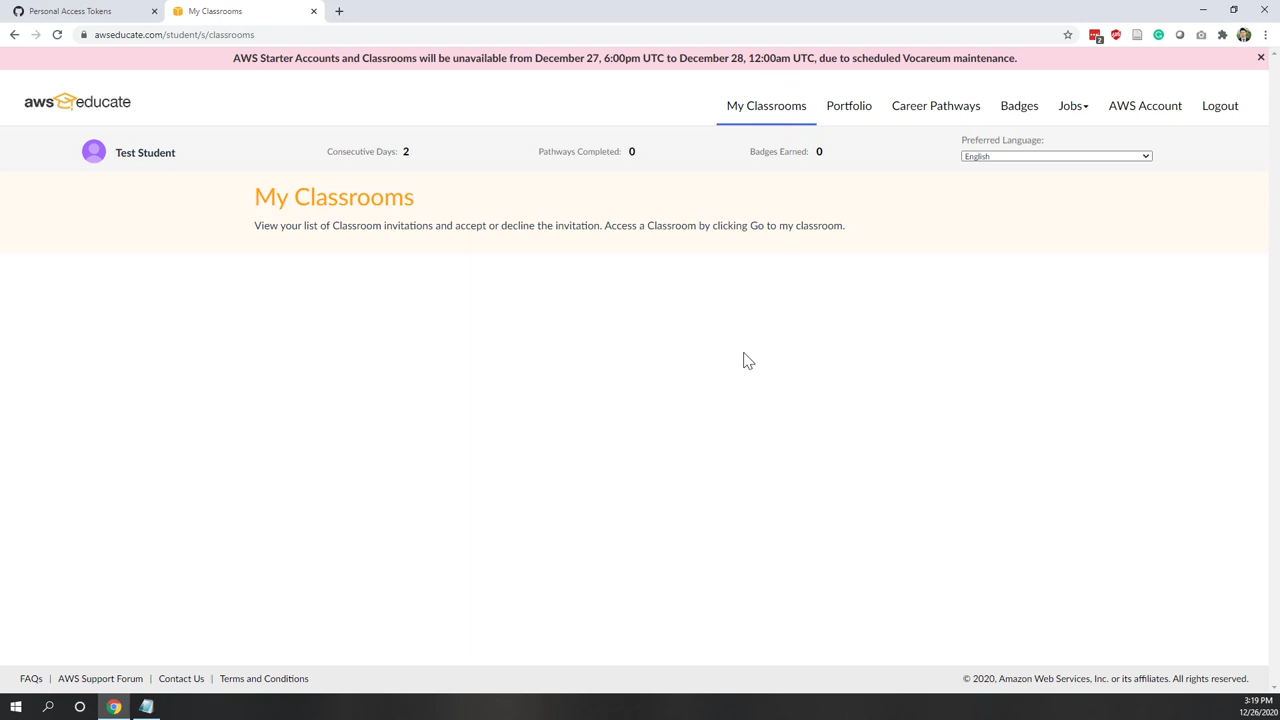 Personal Access Tokens
My Classrooms
awseducate.com/student/s/classrooms
2
AWS Starter Accounts and Classrooms will be unavailable from December 27, 6:00pm UTC to December 28, 12:00am UTC, due to scheduled Vocareum maintenance.
aws educate
My Classrooms
Portfolio
Career Pathways
Badges
Jobs
AWS Account
Logout
Test Student
Consecutive Days: 2
Pathways Completed: 0
Badges Earned: 0
Preferred Language:
English
My Classrooms
View your list of Classroom invitations and accept or decline the invitation. Access a Classroom by clicking Go to my classroom.
FAQs | AWS Support Forum | Contact Us | Terms and Conditions
© 2020, Amazon Web Services, Inc. or its affiliates. All rights reserved.
3:19 PM
12/26/2020